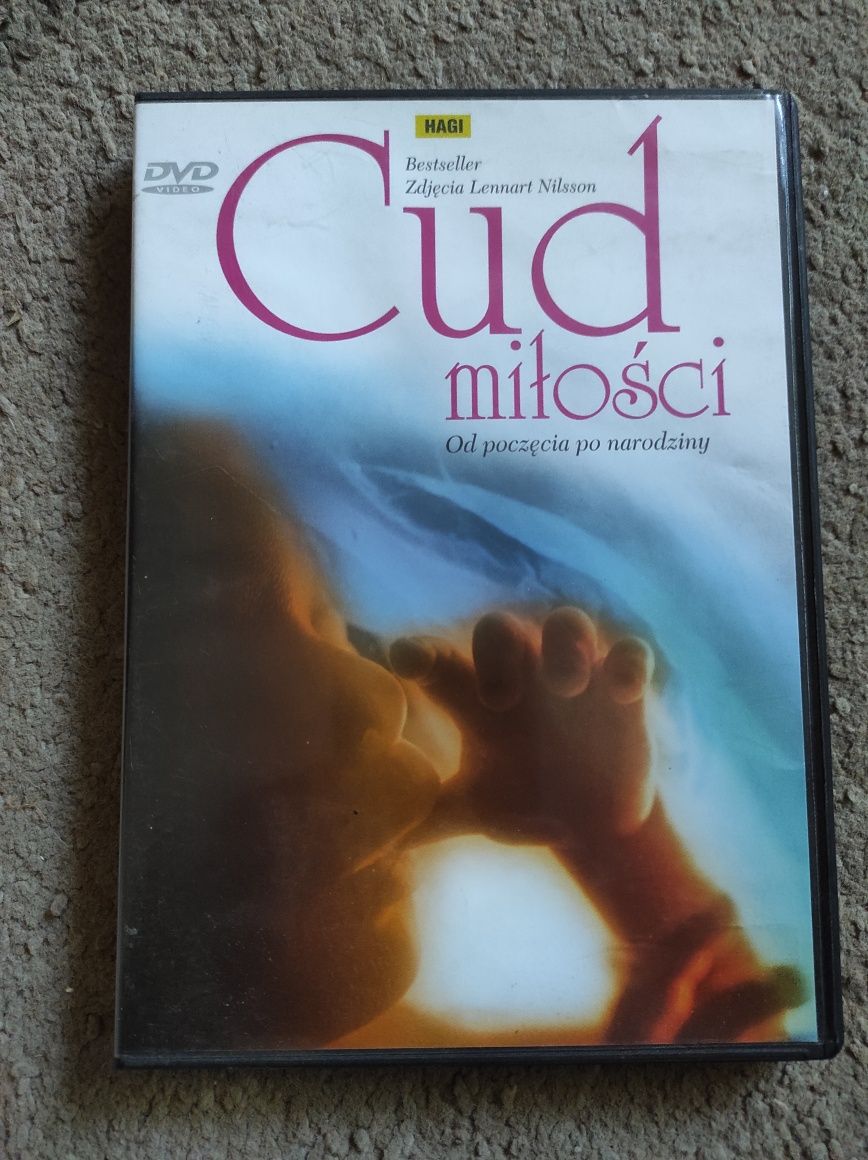 HAGI
DVD
VIDEO
Bestseller
Zdjęcia Lennart Nilsson
Cud
miłości
Od poczęcia po narodziny